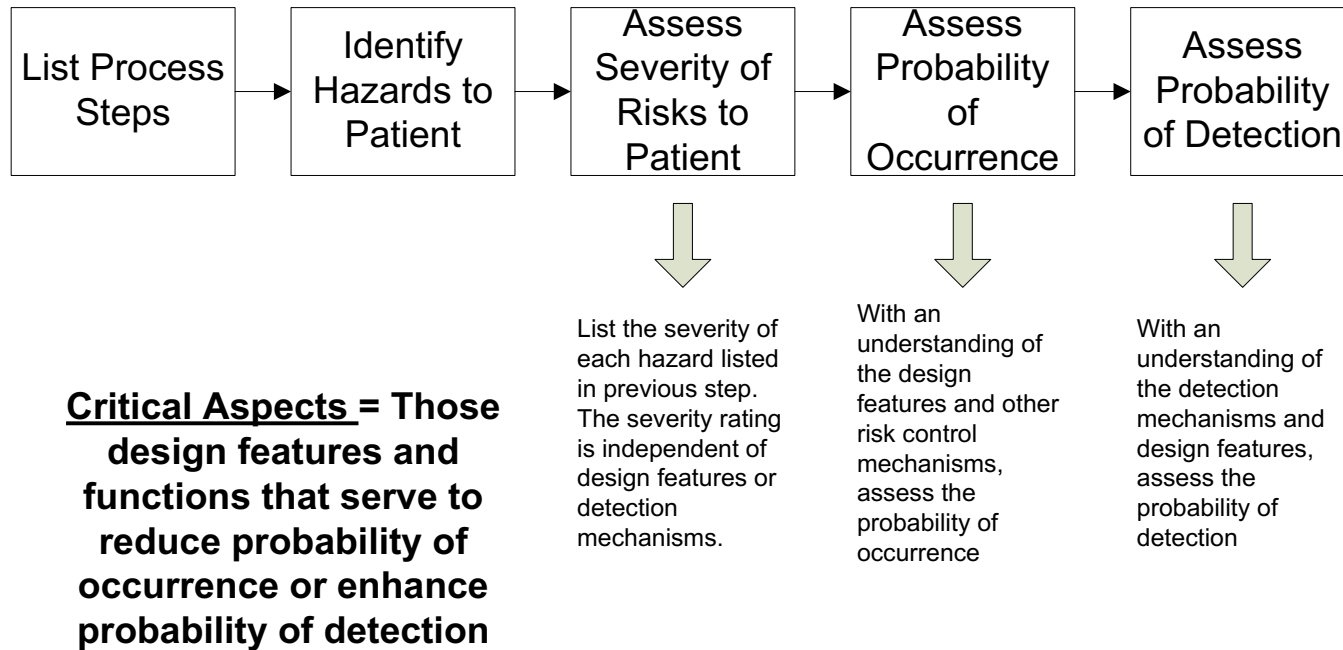 List Process
Steps
Identify
Hazards to
Patient
Assess
Severity of
Risks to
Patient
Assess
Probability
of
Occurrence
Assess
Probability
of Detection
List the severity of
each hazard listed
in previous step.
The severity rating
is independent of
design features or
detection
mechanisms.
With an
understanding of
the design
features and other
risk control
mechanisms,
assess the
probability of
occurrence
With an
understanding of
the detection
mechanisms and
design features,
assess the
probability of
detection
Critical Aspects = Those
design features and
functions that serve to
reduce probability of
occurrence or enhance
probability of detection